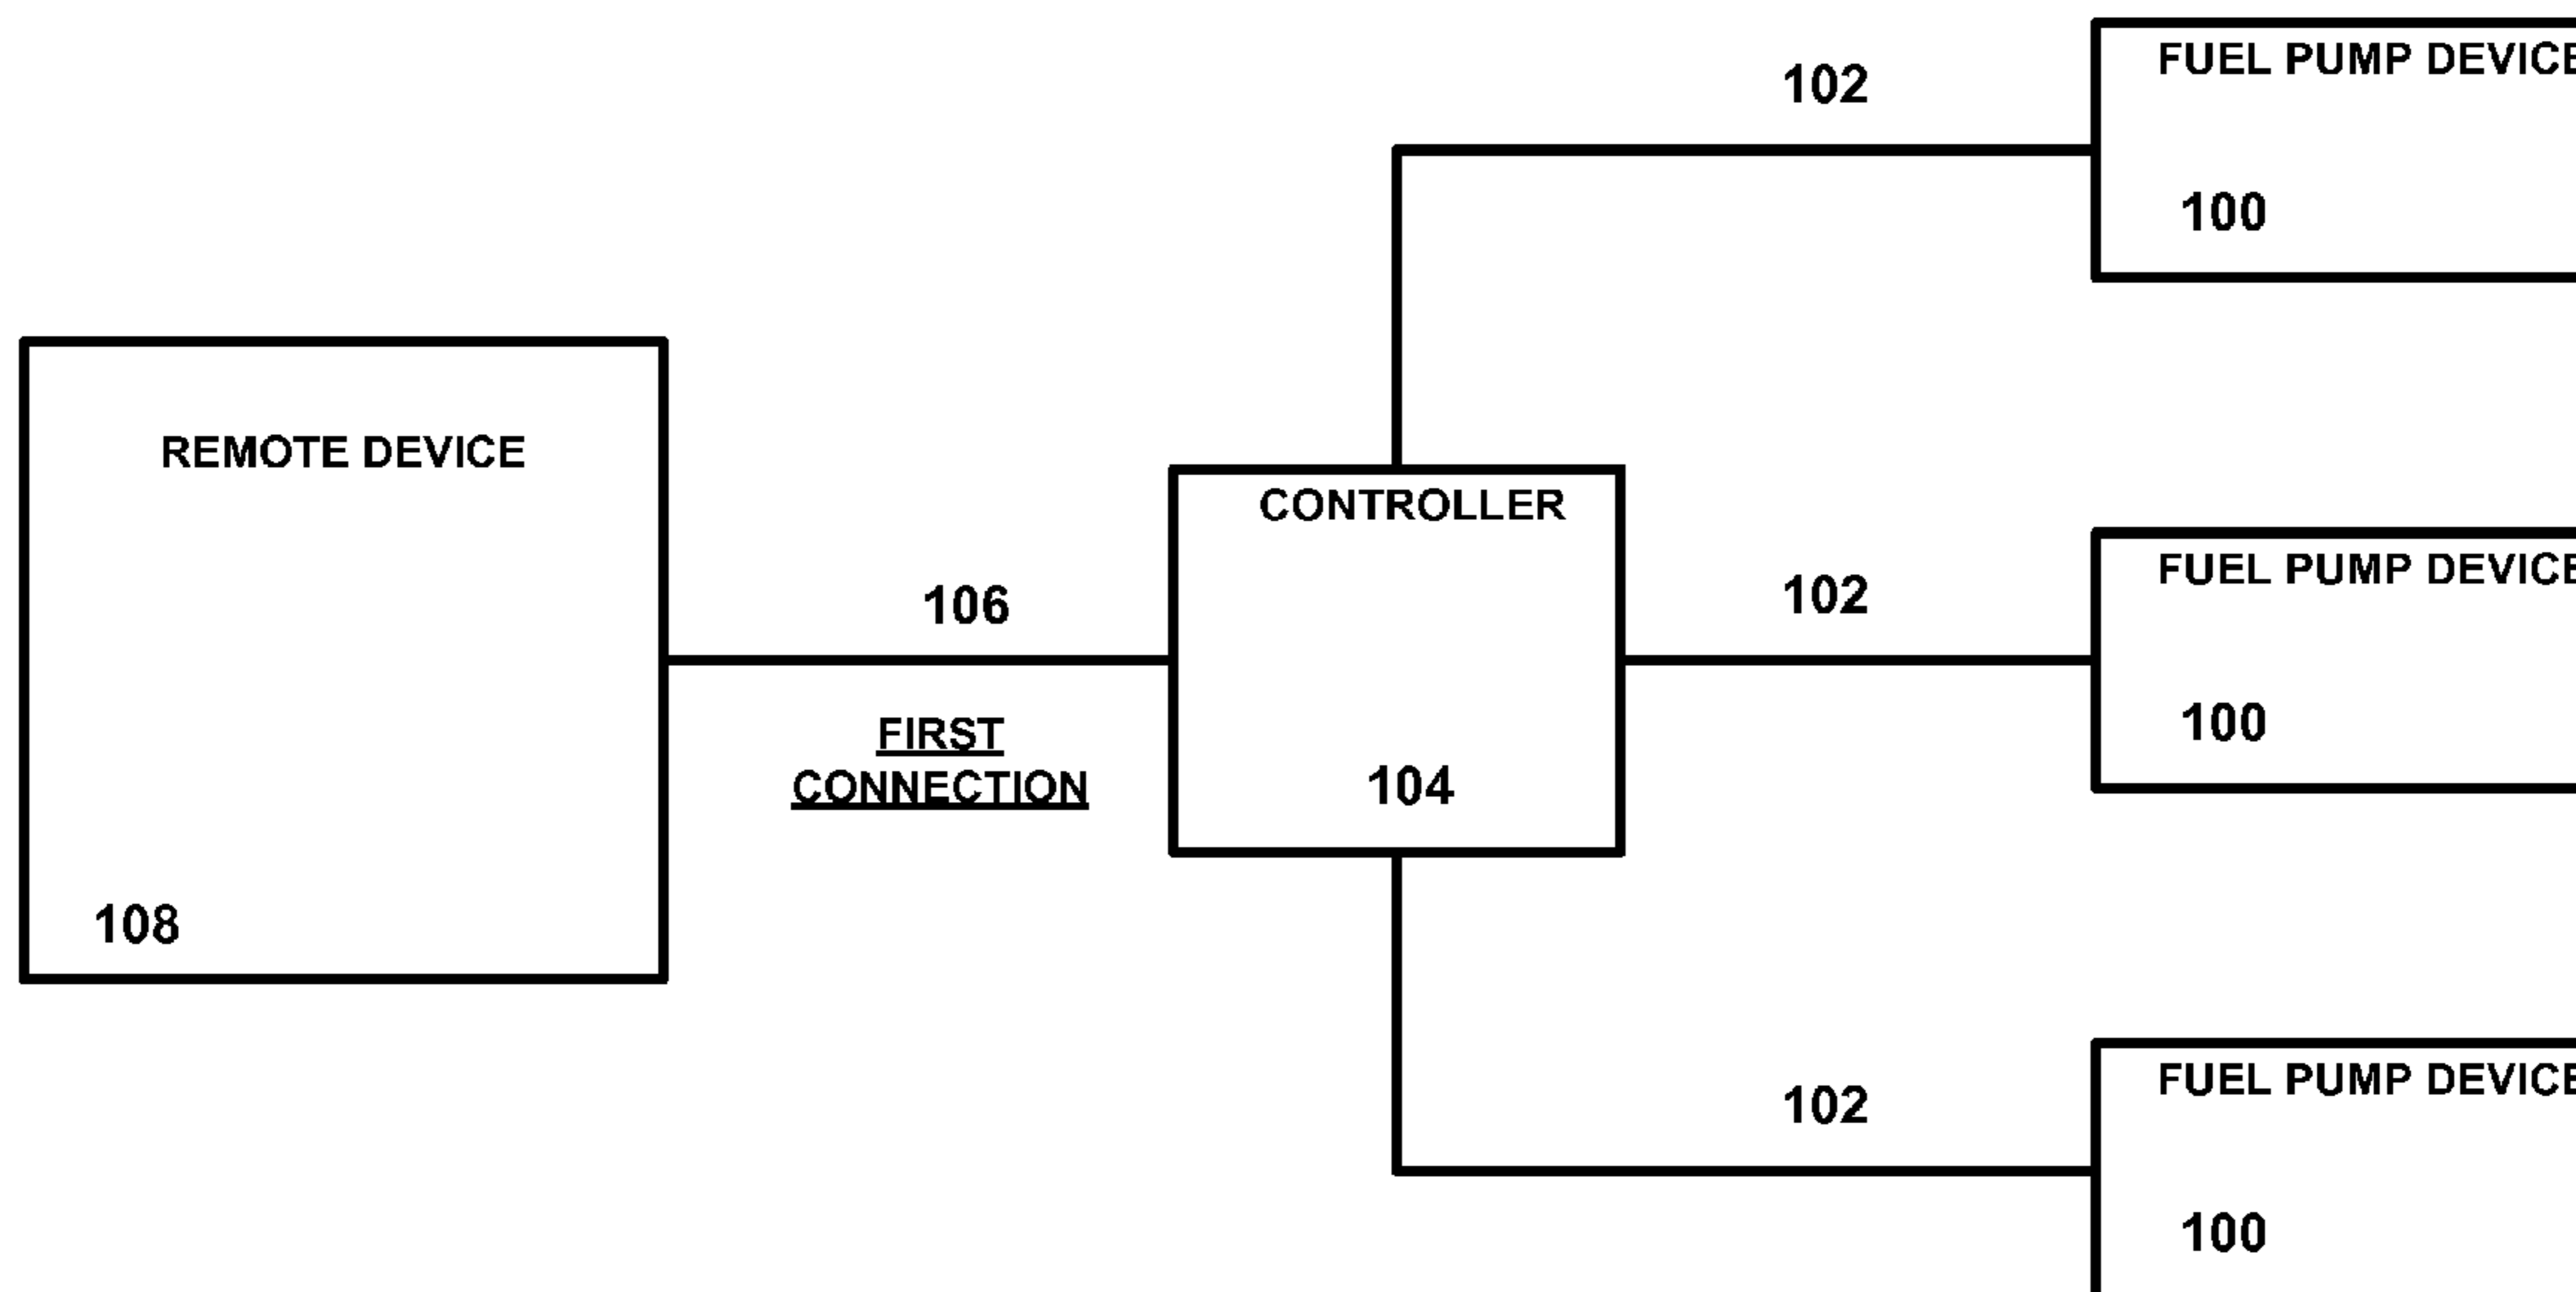 102
FUEL PUMP DEVICE
100
REMOTE DEVICE
108
106
FIRST
CONNECTION
CONTROLLER
104
102
FUEL PUMP DEVICE
100
102
FUEL PUMP DEVICE
100